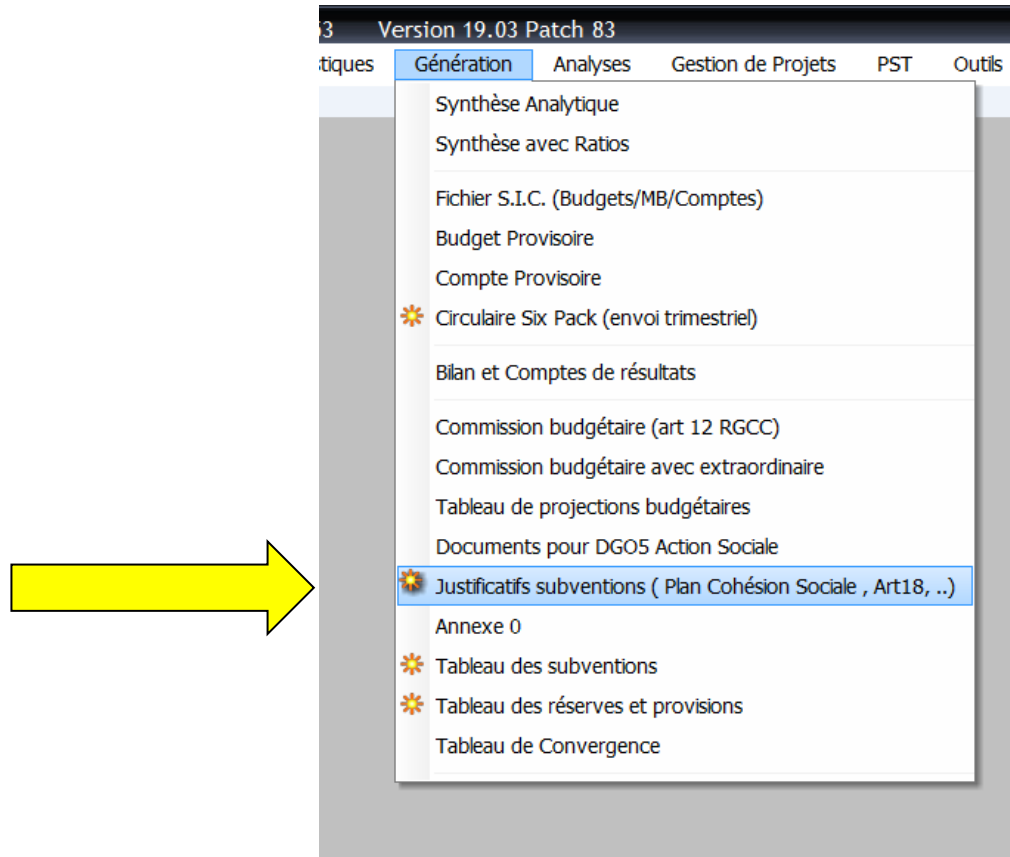 3 Version 19.03 Patch 83
tiques Génération Analyses Gestion de Projets PST Outils
Synthèse Analytique
Synthèse avec Ratios
Fichier S.I.C. (Budgets/MB/Comptes)
Budget Provisoire
Compte Provisoire
Circulaire Six Pack (envoi trimestriel)
Bilan et Comptes de résultats
Commission budgétaire (art 12 RGCC)
Commission budgétaire avec extraordinaire
Tableau de projections budgétaires
Documents pour DGO5 Action Sociale
Justificatifs subventions ( Plan Cohésion Sociale , Art18, ..)
Annexe 0
Tableau des subventions
Tableau des réserves et provisions
Tableau de Convergence